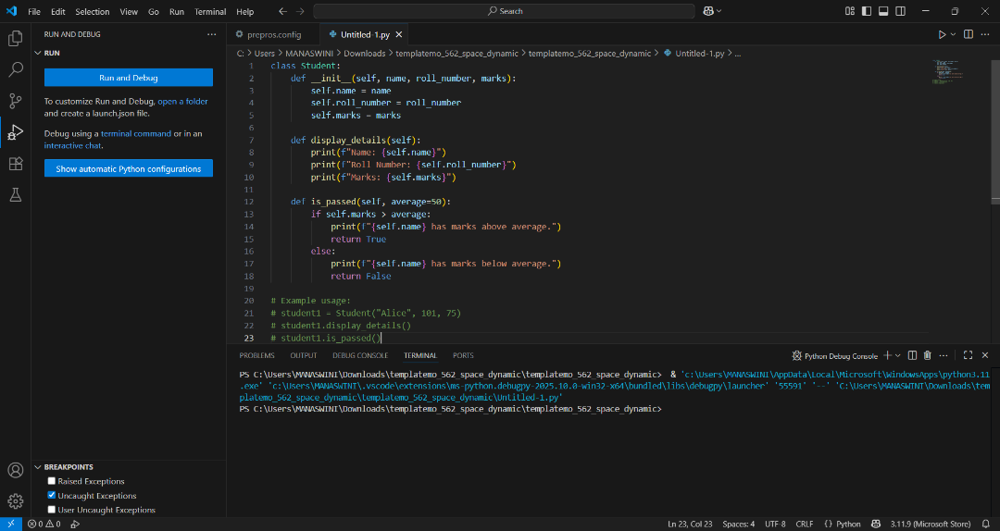 File Edit Selection View Go Run Terminal Help
Search
RUN AND DEBUG
RUN
Run and Debug
To customize Run and Debug, open a folder
and create a launch.json file.
Debug using a terminal command or in an
interactive chat.
Show automatic Python configurations
prepros.config
Untitled-1.py
C: > Users > MANASWINI > Downloads > templatemo_562_space_dynamic > templatemo_562_space_dynamic > Untitled-1.py > ...
1 class Student:
2 def __init__(self, name, roll_number, marks):
3 self.name = name
4 self.roll_number = roll_number
5 self.marks = marks
6
7 def display_details(self):
8 print(f"Name: {self.name}")
9 print(f"Roll Number: {self.roll_number}")
10 print(f"Marks: {self.marks}")
11
12 def is_passed(self, average=50):
13 if self.marks > average:
14 print(f"{self.name} has marks above average.")
15 return True
16 else:
17 print(f"{self.name} has marks below average.")
18 return False
19
20 # Example usage:
21 # student1 = Student("Alice", 101, 75)
22 # student1.display_details()
23 # student1.is_passed()
PROBLEMS OUTPUT DEBUG CONSOLE TERMINAL PORTS
Python Debug Console
PS C:\Users\MANASWINI\Downloads\templatemo_562_space_dynamic\templatemo_562_space_dynamic> & 'c:\Users\MANASWINI\AppData\Local\Microsoft\WindowsApps\python3.11
.exe' 'c:\Users\MANASWINI\.vscode\extensions\ms-python.debugpy-2025.10.0-win32-x64\bundled\libs\debugpy\launcher' '55591' '--' 'C:\Users\MANASWINI\Downloads\tem
platemo_562_space_dynamic\templatemo_562_space_dynamic\Untitled-1.py'
PS C:\Users\MANASWINI\Downloads\templatemo_562_space_dynamic\templatemo_562_space_dynamic>
BREAKPOINTS
Raised Exceptions
Uncaught Exceptions
User Uncaught Exceptions
0 0
Ln 23, Col 23 Spaces: 4 UTF-8 CRLF {} Python 3.11.9 (Microsoft Store)